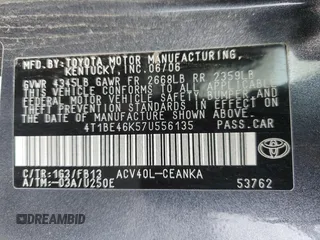 MFD.BY: TOYOTA MOTOR MANUFACTURING,
KENTUCKY, INC. 06/06
GVWR 4345LB GAWR FR 2668LB RR 2359LB
THIS VEHICLE CONFORMS TO ALL APPLICABLE
FEDERAL MOTOR VEHICLE SAFETY, BUMPER, AND
THEFT PREVENTION STANDARDS IN EFFECT ON
THE DATE OF MANUFACTURE SHOWN ABOVE.
4T1BE46K57U556135 PASS.CAR
TOYOTA
C/TR: 163/FB13 ACV40L-CEANKA
A/TM: -03A/U250E 53762
DREAMBID